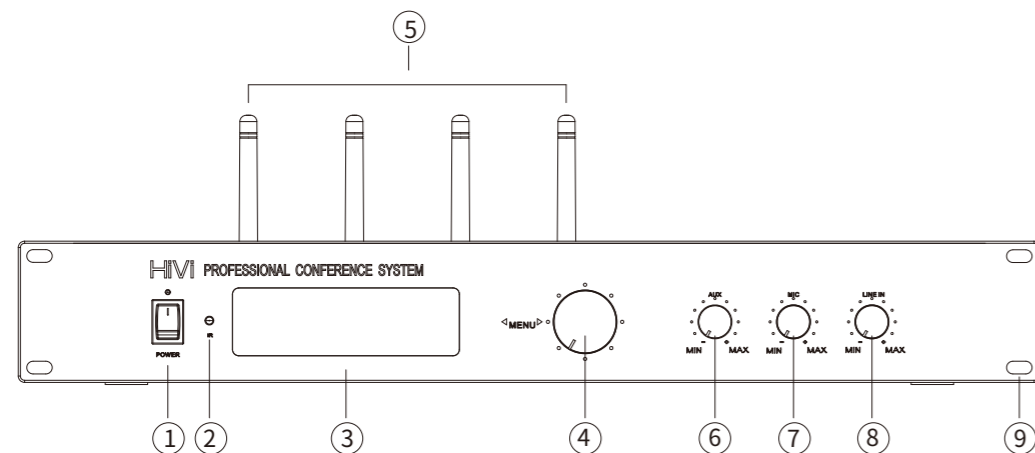 ⑤
HiVi PROFESSIONAL CONFERENCE SYSTEM
POWER
IR
◁MENU▷
AUX
MIN - + MAX
MIC
MIN - + MAX
LINE IN
MIN - + MAX
① ② ③ ④ ⑥ ⑦ ⑧ ⑨